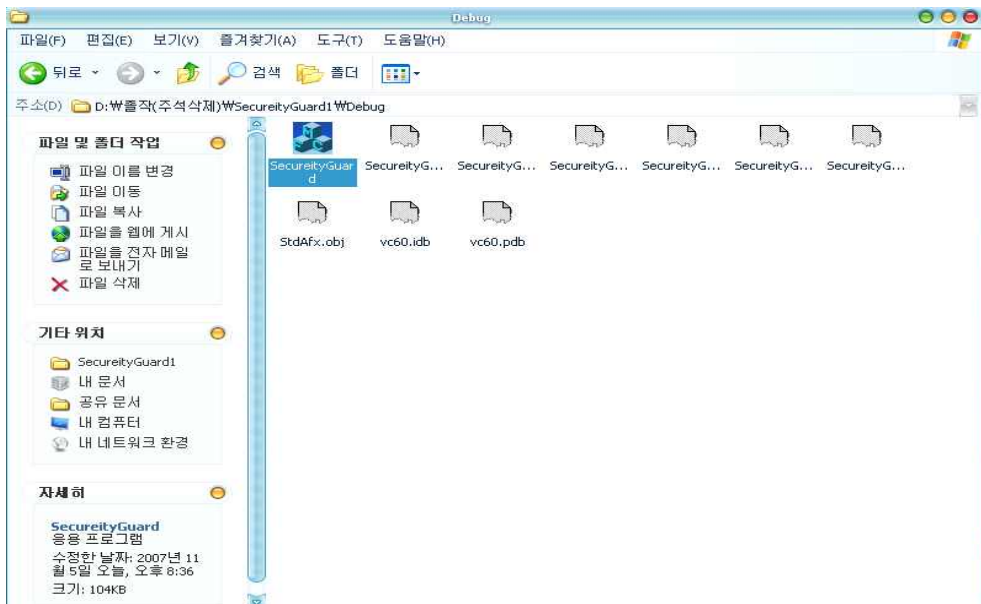 Debug
파일(F) 편집(E) 보기(V) 즐겨찾기(A) 도구(T) 도움말(H)
뒤로 검색 폴더
주소(D) D:₩졸작(주석삭제)₩SecureityGuard1₩Debug
파일 및 폴더 작업
파일 이름 변경
파일 이동
파일 복사
파일을 웹에 게시
파일을 전자 메일
로 보내기
파일 삭제
기타 위치
SecureityGuard1
내 문서
공유 문서
내 컴퓨터
내 네트워크 환경
자세히
SecureityGuard
응용 프로그램
수정한 날짜: 2007년 11
월 5일 오늘, 오후 8:36
크기: 104KB
SecureityGuar
d
SecureityG... SecureityG... SecureityG... SecureityG... SecureityG... SecureityG...
StdAfx.obj vc60.idb vc60.pdb